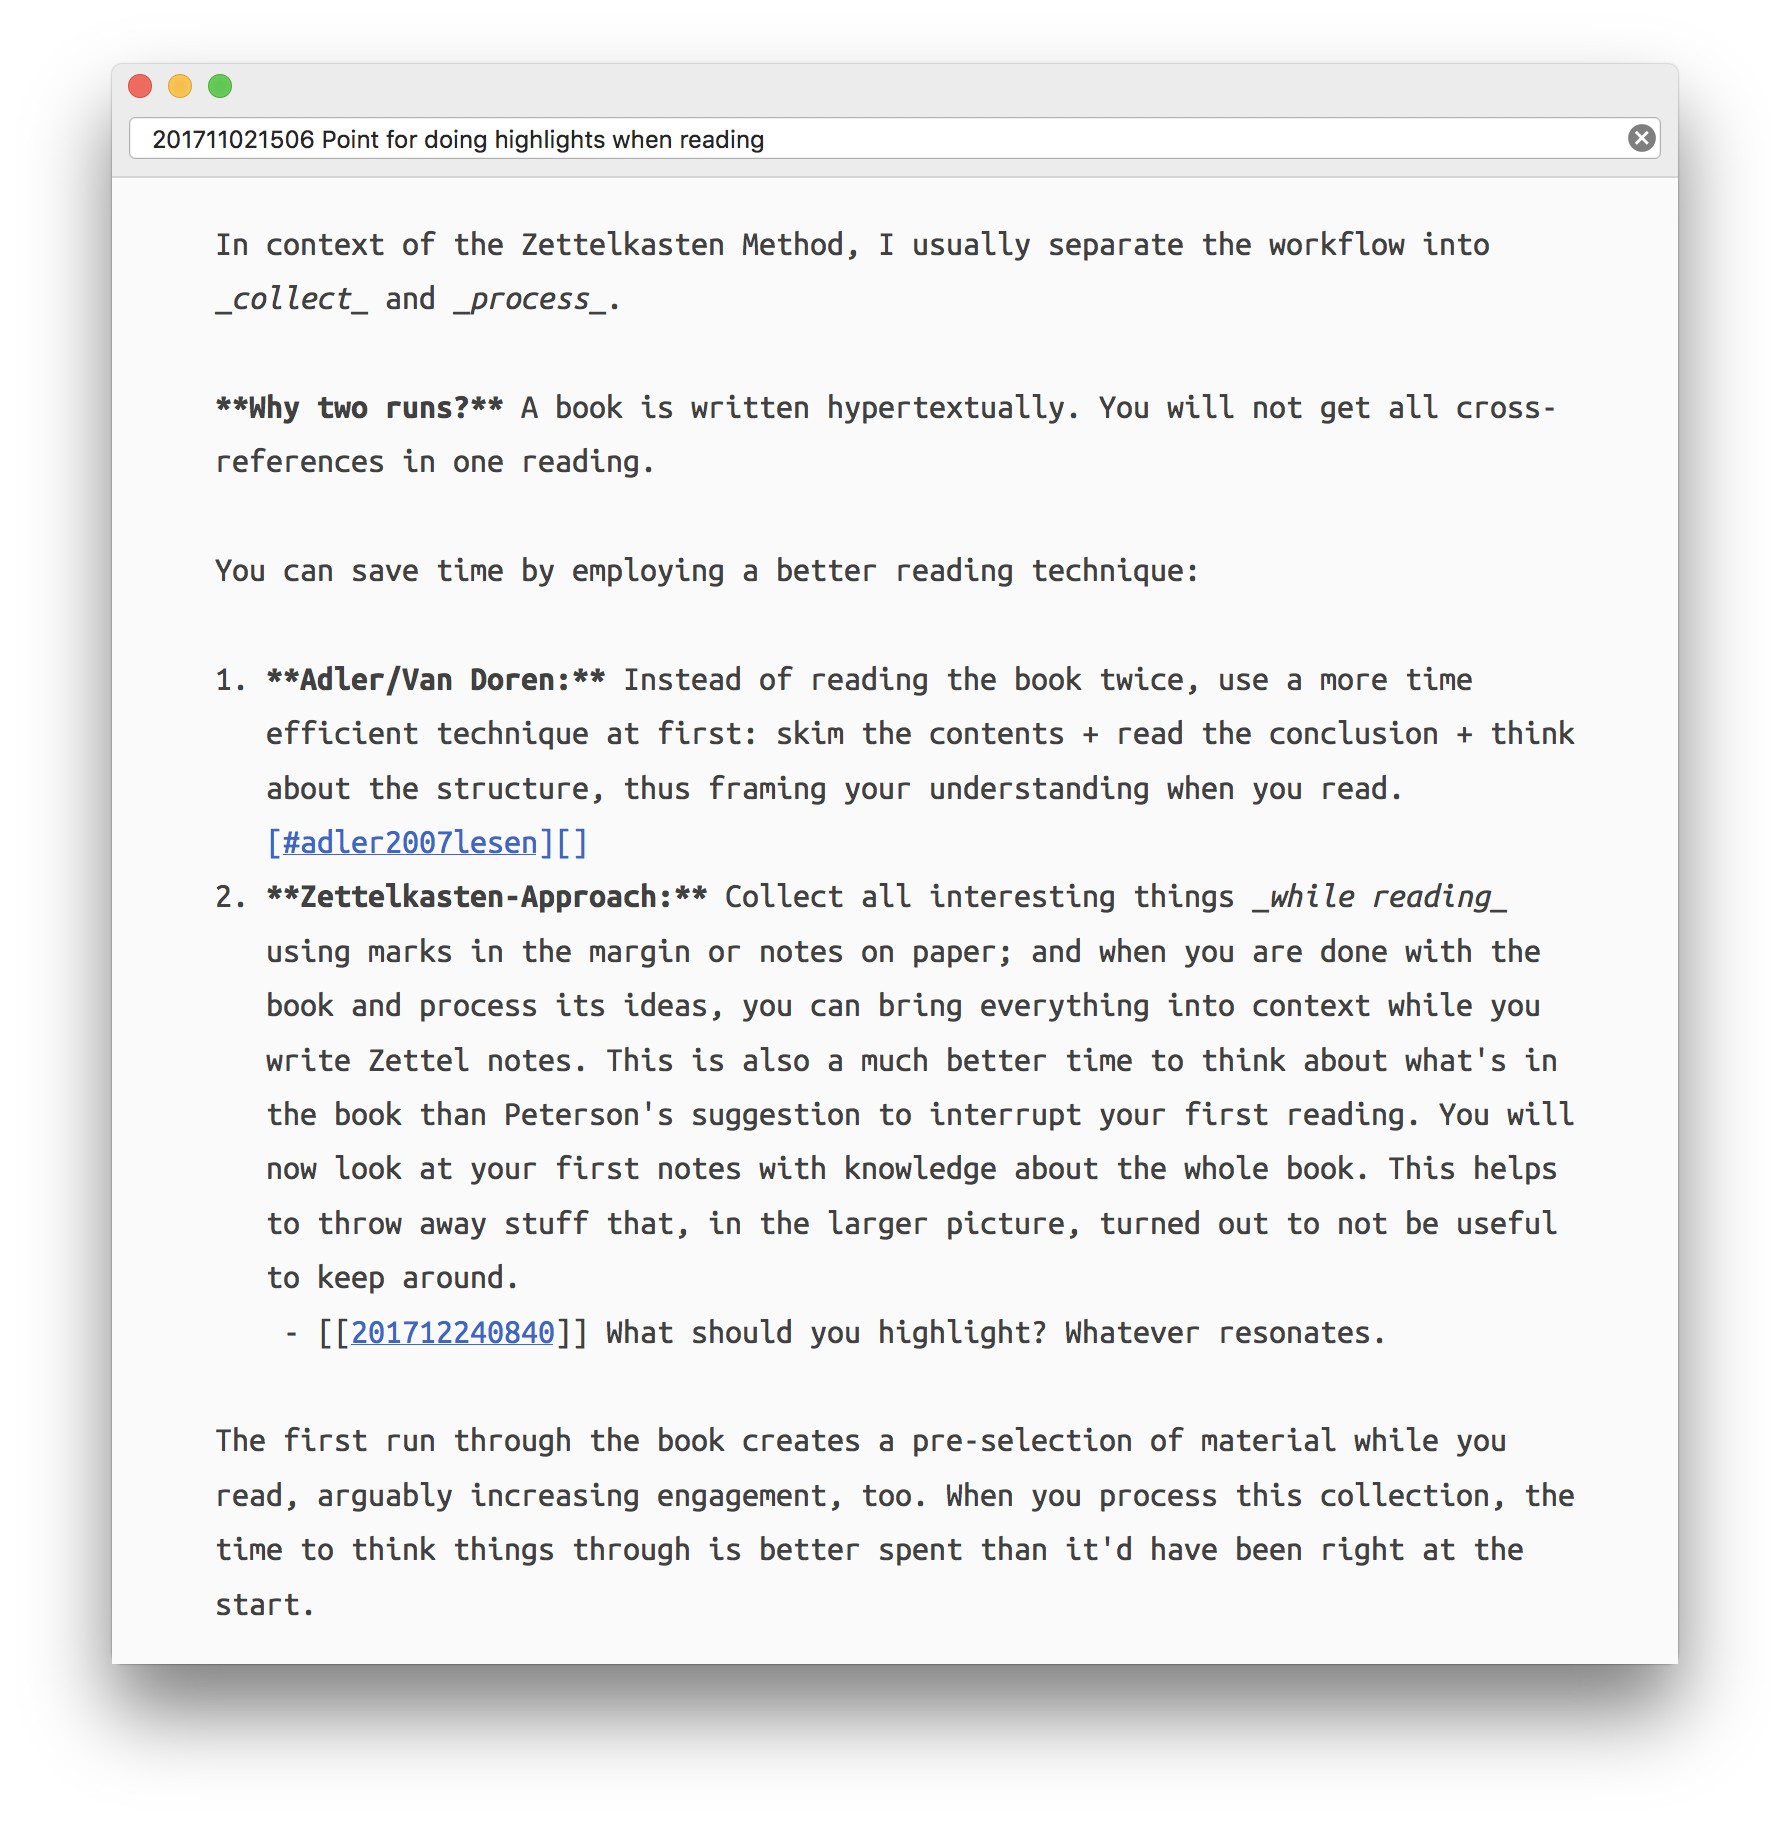 201711021506 Point for doing highlights when reading
In context of the Zettelkasten Method, I usually separate the workflow into
_collect_ and _process_.
**Why two runs?** A book is written hypertextually. You will not get all cross-
references in one reading.
You can save time by employing a better reading technique:
1. **Adler/Van Doren:** Instead of reading the book twice, use a more time
efficient technique at first: skim the contents + read the conclusion + think
about the structure, thus framing your understanding when you read.
[#adler2007lesen][]
2. **Zettelkasten-Approach:** Collect all interesting things _while reading_
using marks in the margin or notes on paper; and when you are done with the
book and process its ideas, you can bring everything into context while you
write Zettel notes. This is also a much better time to think about what's in
the book than Peterson's suggestion to interrupt your first reading. You will
now look at your first notes with knowledge about the whole book. This helps
to throw away stuff that, in the larger picture, turned out to not be useful
to keep around.
- [[201712240840]] What should you highlight? Whatever resonates.
The first run through the book creates a pre-selection of material while you
read, arguably increasing engagement, too. When you process this collection, the
time to think things through is better spent than it'd have been right at the
start.